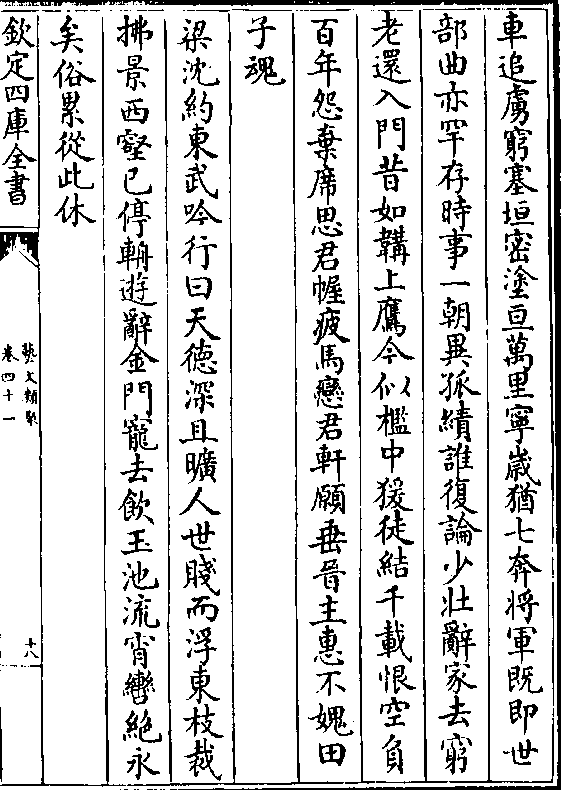 車追虜窮塞垣密塗亘萬里寧歲猶七奔將軍既即世
部曲亦罕存時事一朝異孤績誰復論少壯辭家去窮
老還入門昔如韝上鷹今似檻中猨徒結千載恨空負
百年怨棄席思君幄疲馬戀君軒願垂晉主惠不媿田
子魂
梁沈約東武吟行曰天德深且曠人世賤而浮東枝裁
拂景西壑已停輈逝辭金門寵去飲玉池流宵轡絕永
矣俗累從此休
欽定四庫全書
藝文類聚
卷四十一
十八